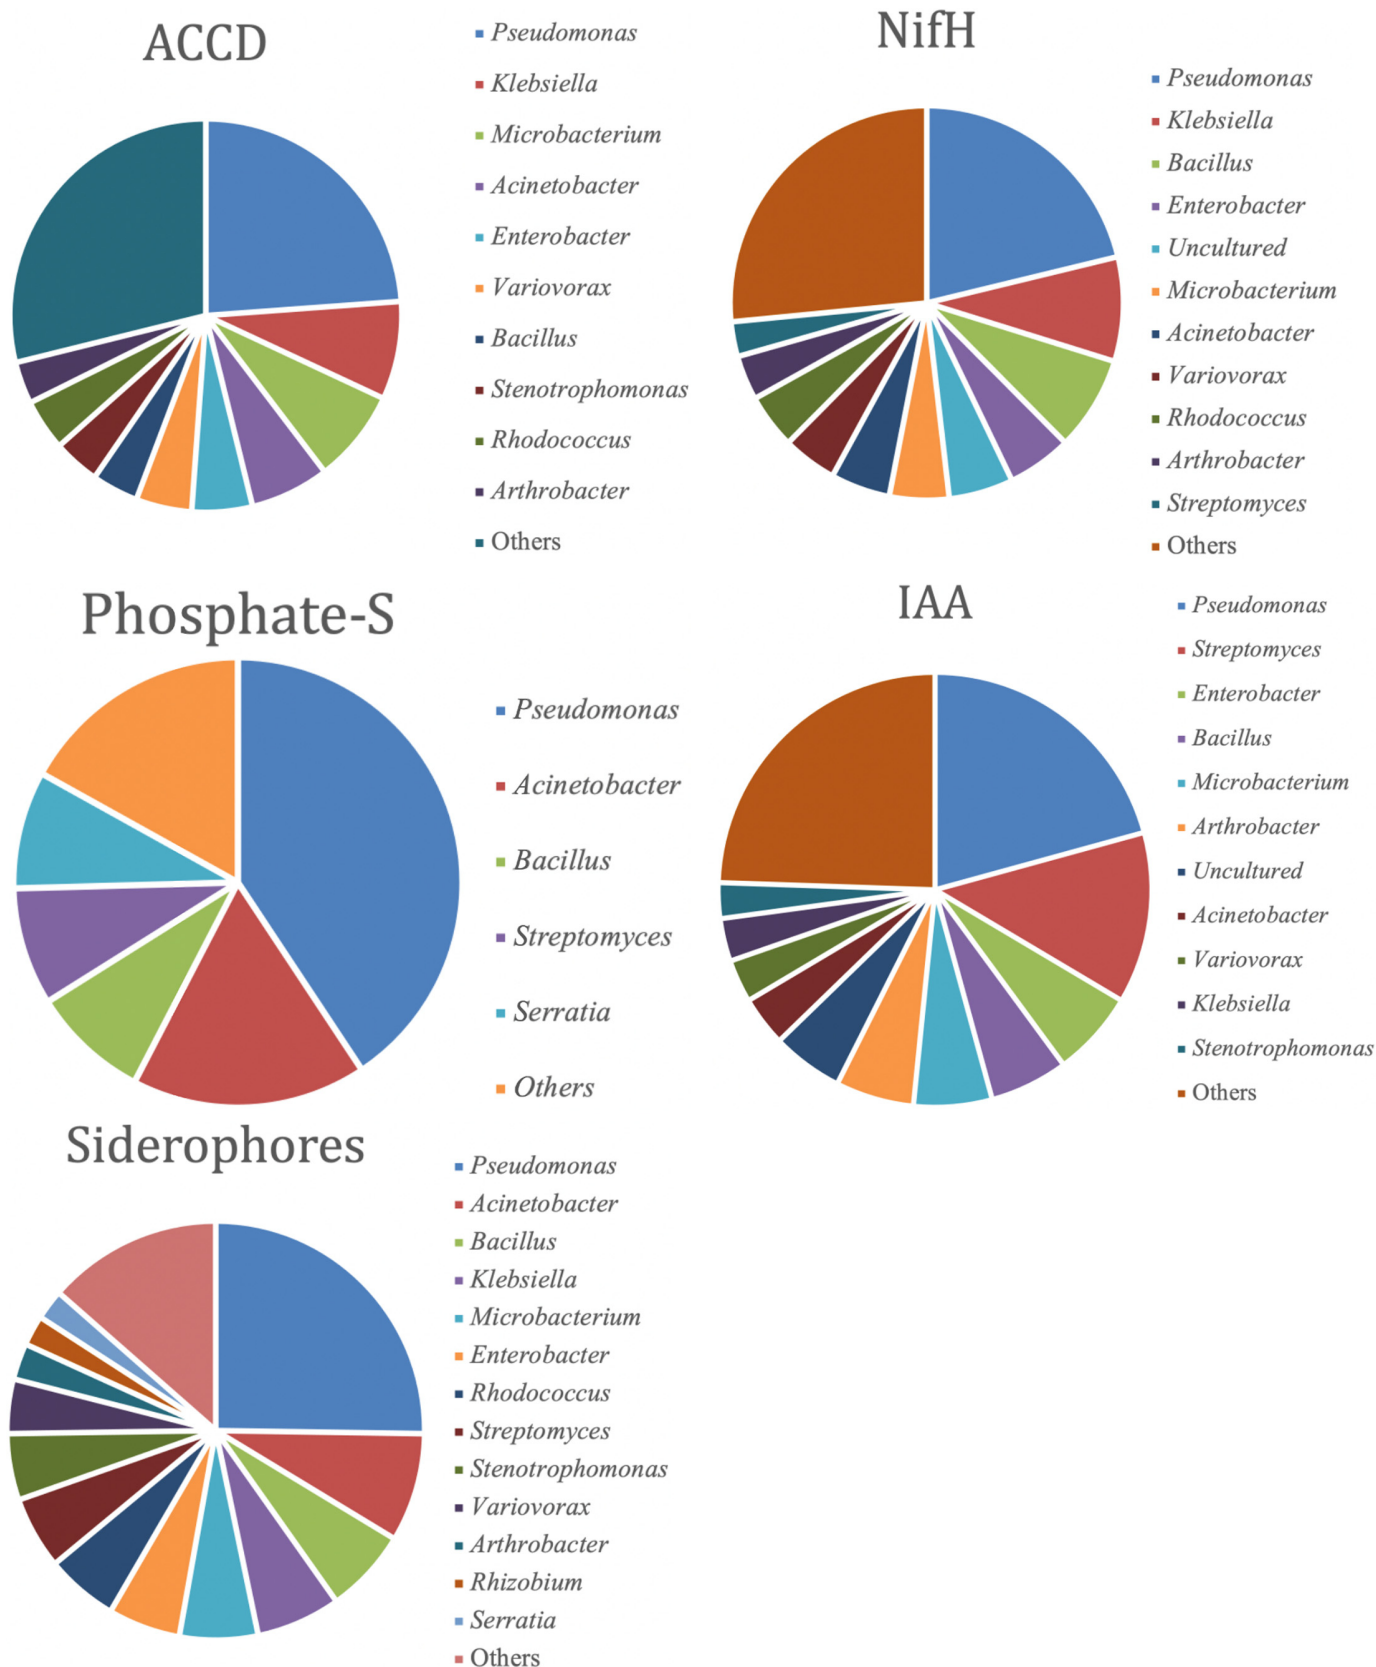 ACCD
Pseudomonas
Klebsiella
Microbacterium
Acinetobacter
Enterobacter
Variovorax
Bacillus
Stenotrophomonas
Rhodococcus
Arthrobacter
Others
NifH
Pseudomonas
Klebsiella
Bacillus
Enterobacter
Uncultured
Microbacterium
Acinetobacter
Variovorax
Rhodococcus
Arthrobacter
Streptomyces
Others
Phosphate-S
Pseudomonas
Acinetobacter
Bacillus
Streptomyces
Serratia
Others
IAA
Pseudomonas
Streptomyces
Enterobacter
Bacillus
Microbacterium
Arthrobacter
Uncultured
Acinetobacter
Variovorax
Klebsiella
Stenotrophomonas
Others
Siderophores
Pseudomonas
Acinetobacter
Bacillus
Klebsiella
Microbacterium
Enterobacter
Rhodococcus
Streptomyces
Stenotrophomonas
Variovorax
Arthrobacter
Rhizobium
Serratia
Others